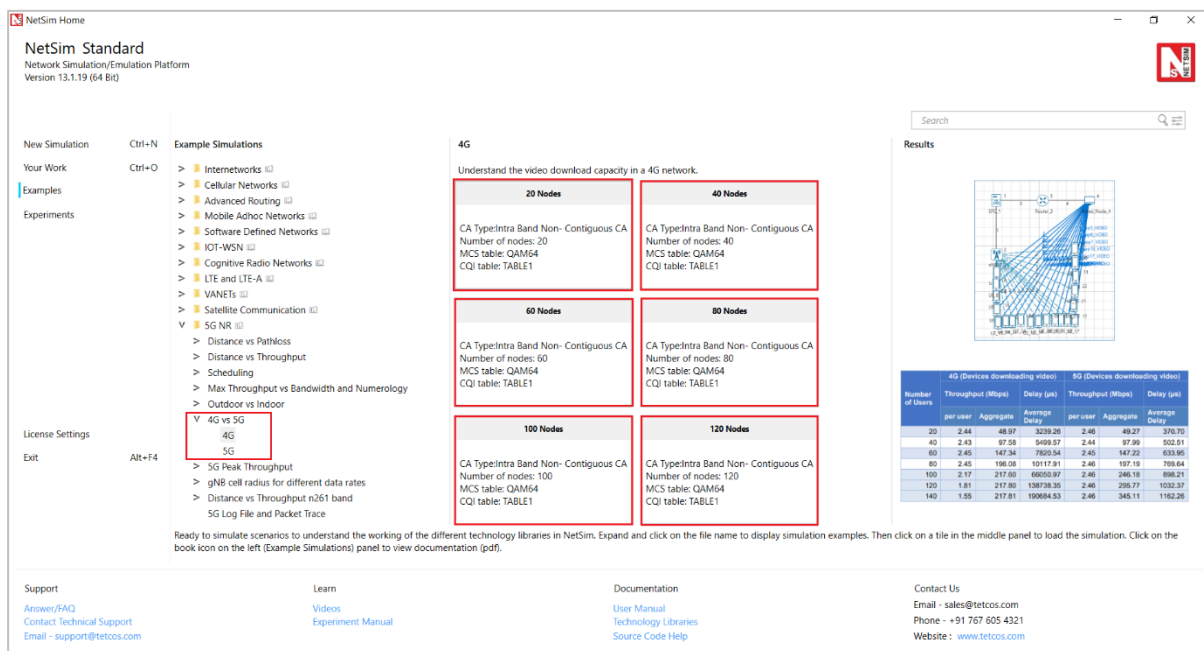 NetSim Home
NetSim Standard
Network Simulation/Emulation Platform
Version 13.1.19 (64 Bit)
NETSIM
Search
New Simulation Ctrl+N
Your Work Ctrl+O
Examples
Experiments
License Settings
Exit Alt+F4
Example Simulations
> Internetworks
> Cellular Networks
> Advanced Routing
> Mobile Adhoc Networks
> Software Defined Networks
> IOT-WSN
> Cognitive Radio Networks
> LTE and LTE-A
> VANETs
> Satellite Communication
V 5G NR
> Distance vs Pathloss
> Distance vs Throughput
> Scheduling
> Max Throughput vs Bandwidth and Numerology
> Outdoor vs Indoor
V 4G vs 5G
4G
5G
> 5G Peak Throughput
> gNB cell radius for different data rates
> Distance vs Throughput n261 band
5G Log File and Packet Trace
4G
Understand the video download capacity in a 4G network.
20 Nodes
CA Type:Intra Band Non- Contiguous CA
Number of nodes: 20
MCS table: QAM64
CQI table: TABLE1
40 Nodes
CA Type:Intra Band Non- Contiguous CA
Number of nodes: 40
MCS table: QAM64
CQI table: TABLE1
60 Nodes
CA Type:Intra Band Non- Contiguous CA
Number of nodes: 60
MCS table: QAM64
CQI table: TABLE1
80 Nodes
CA Type:Intra Band Non- Contiguous CA
Number of nodes: 80
MCS table: QAM64
CQI table: TABLE1
100 Nodes
CA Type:Intra Band Non- Contiguous CA
Number of nodes: 100
MCS table: QAM64
CQI table: TABLE1
120 Nodes
CA Type:Intra Band Non- Contiguous CA
Number of nodes: 120
MCS table: QAM64
CQI table: TABLE1
Results
4G (Devices downloading video) 5G (Devices downloading video)
Number of Users Throughput (Mbps) Delay (µs) Throughput (Mbps) Delay (µs)
per user Aggregate Average Delay per user Aggregate Average Delay
20 2.44 48.97 3239.26 2.46 49.27 370.70
40 2.43 97.58 5499.57 2.44 97.99 502.51
60 2.45 147.34 7820.54 2.45 147.22 633.95
80 2.45 196.08 10117.91 2.46 197.19 769.64
100 2.17 217.60 66050.97 2.46 246.18 898.21
120 1.81 217.80 138738.35 2.46 295.77 1032.37
140 1.55 217.81 190684.53 2.46 345.11 1162.26
Ready to simulate scenarios to understand the working of the different technology libraries in NetSim. Expand and click on the file name to display simulation examples. Then click on a tile in the middle panel to load the simulation. Click on the
book icon on the left (Example Simulations) panel to view documentation (pdf).
Support
Answer/FAQ
Contact Technical Support
Email - support@tetcos.com
Learn
Videos
Experiment Manual
Documentation
User Manual
Technology Libraries
Source Code Help
Contact Us
Email - sales@tetcos.com
Phone - +91 767 605 4321
Website : www.tetcos.com